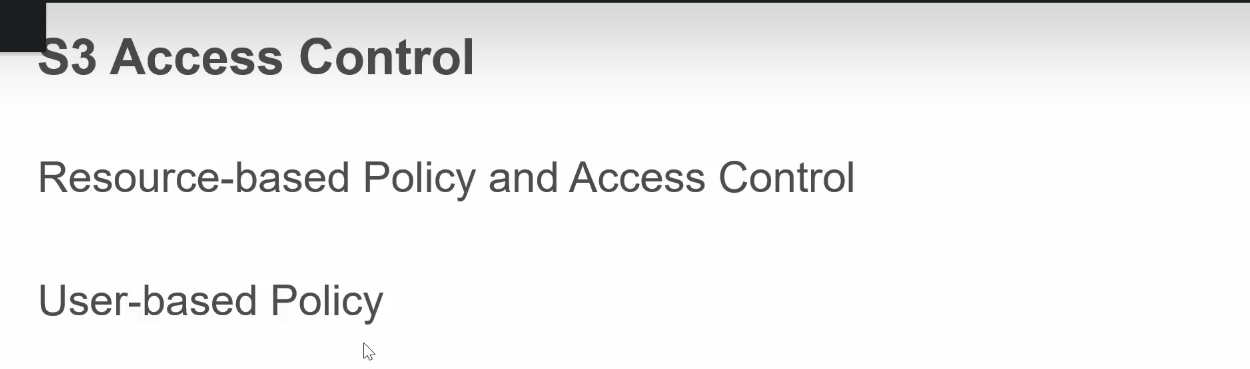 S3 Access Control
Resource-based Policy and Access Control
User-based Policy